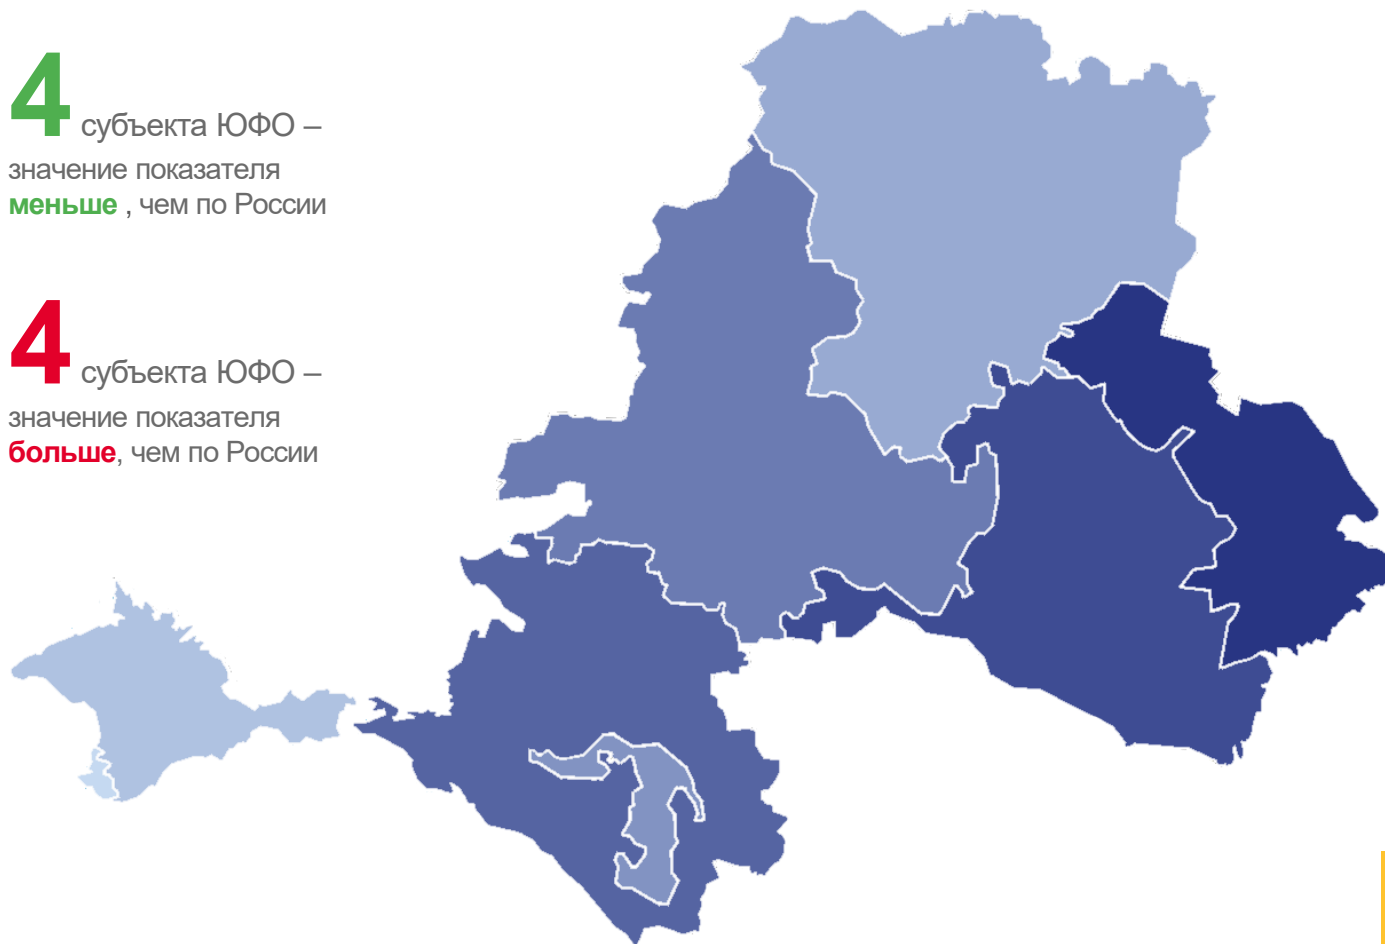 4 субъекта ЮФО –
значение показателя
меньше , чем по России
4 субъекта ЮФО –
значение показателя
больше, чем по России